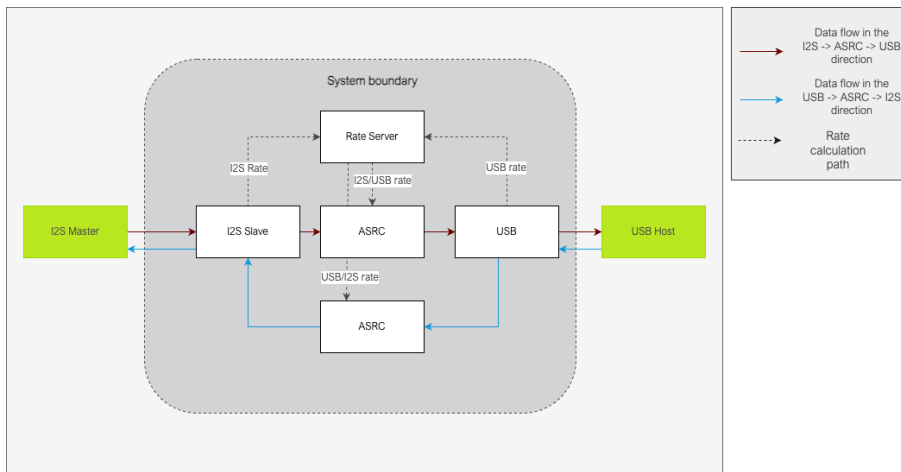 System boundary
Rate Server
I2S Rate
I2S/USB rate
USB rate
I2S Master
I2S Slave
ASRC
USB
USB Host
USB/I2S rate
ASRC
Data flow in the
I2S -> ASRC -> USB
direction
Data flow in the
USB -> ASRC -> I2S
direction
Rate
calculation
path